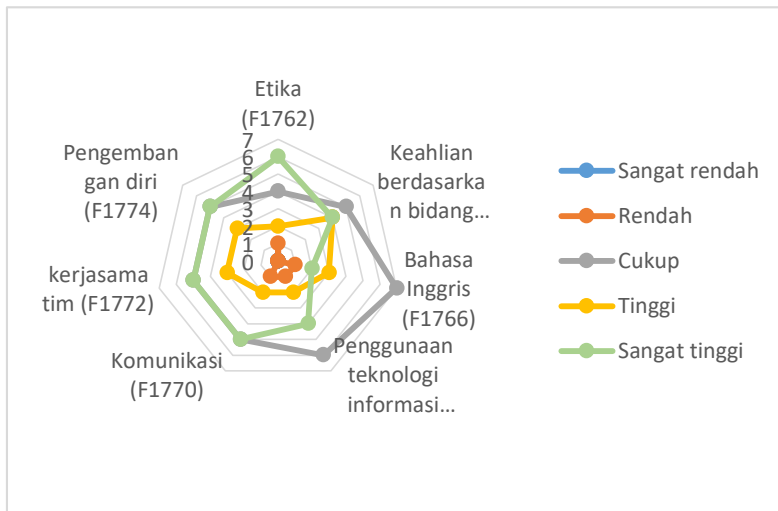 Etika
(F1762)
7
6
5
4
3
2
1
0
Keahlian
berdasarka
n bidang...
Bahasa
Inggris
(F1766)
Penggunaan
teknologi
informasi...
Komunikasi
(F1770)
kerjasama
tim (F1772)
Pengemban
gan diri
(F1774)
Sangat rendah
Rendah
Cukup
Tinggi
Sangat tinggi